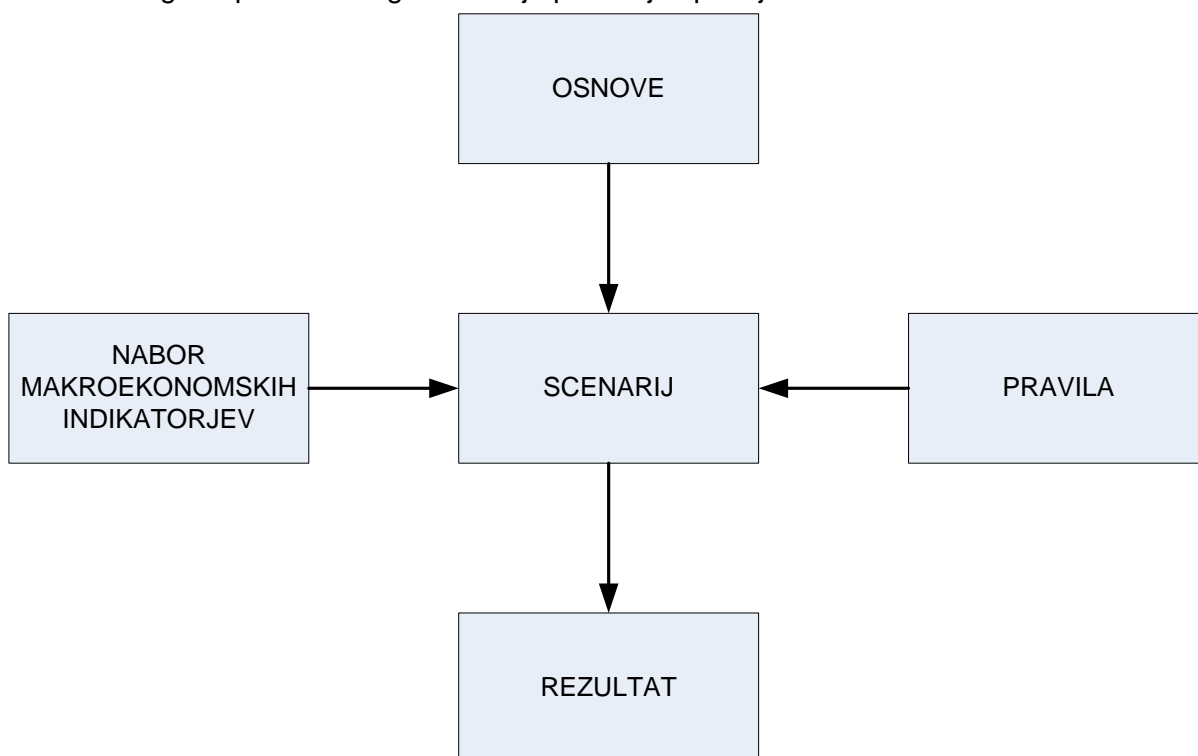 OSNOVE
NABOR
MAKROEKONOMSKIH
INDIKATORJEV
SCENARIJ
PRAVILA
REZULTAT